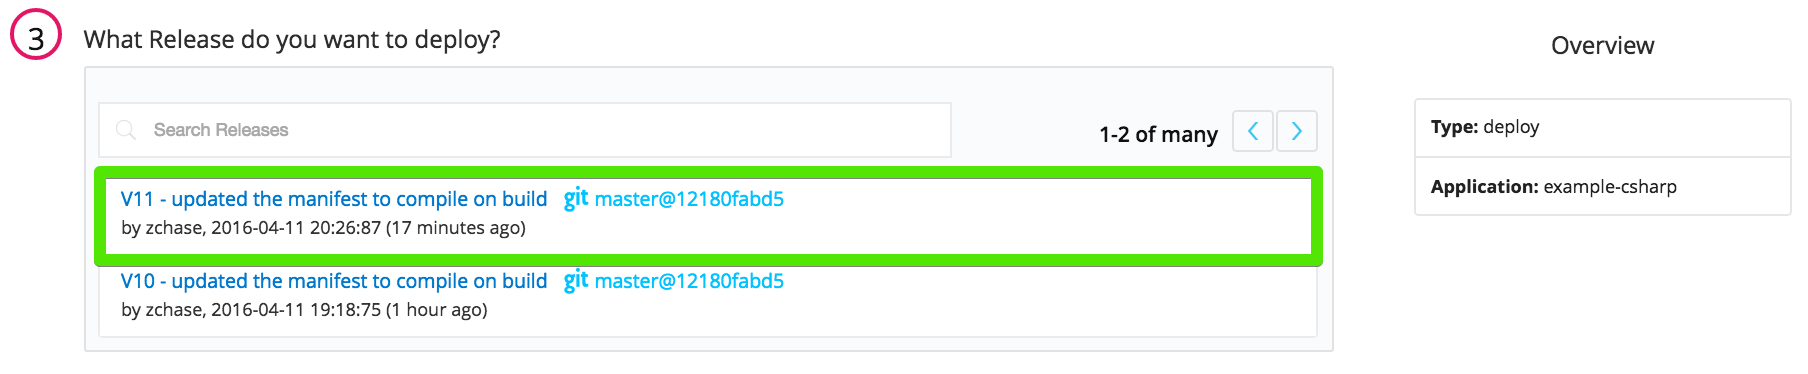 3 What Release do you want to deploy?
Overview
Search Releases
1-2 of many
Type: deploy
Application: example-csharp
V11 - updated the manifest to compile on build git master@12180fabd5
by zchase, 2016-04-11 20:26:87 (17 minutes ago)
V10 - updated the manifest to compile on build git master@12180fabd5
by zchase, 2016-04-11 19:18:75 (1 hour ago)